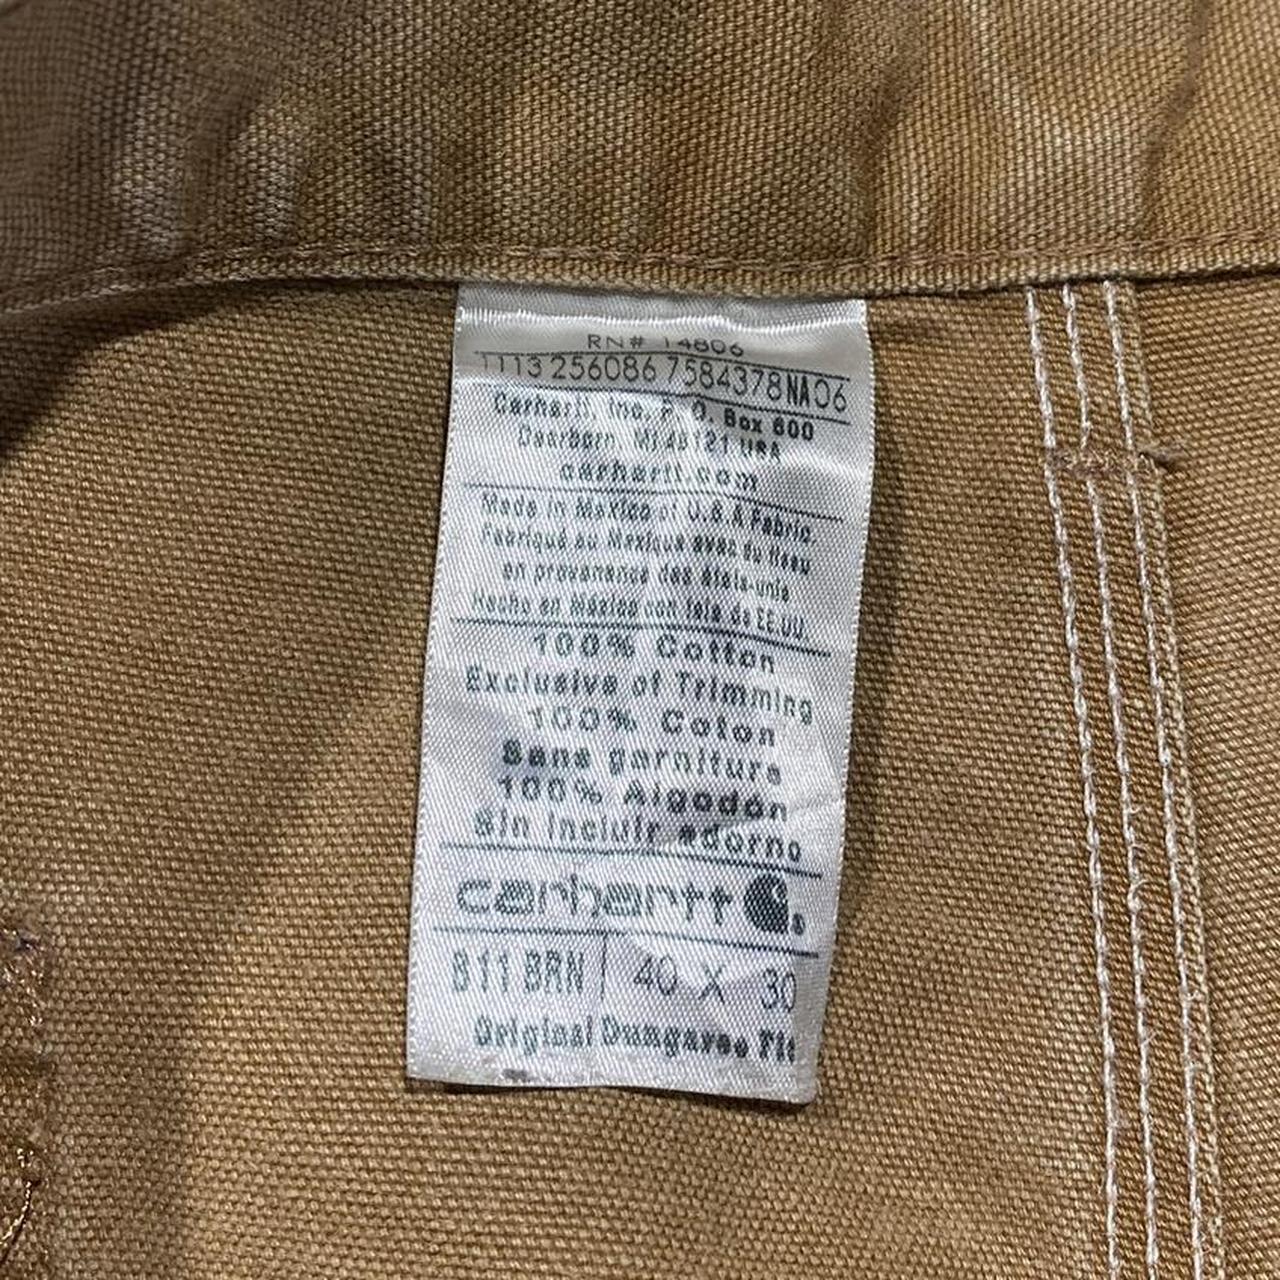 RN# 14806
1113 256086 7584378NA06
Carhartt, Inc, P. O. Box 600
Dearborn, MI 48121 USA
carhartt.com
Made in Mexico of U.S.A Fabric.
Fabriqué au Mexique avec du tissu
en provenance des états-unis
Hecho en México con tela de EE.UU.
100% Cotton
Exclusive of Trimming
100% Coton
Sans garniture
100% Algodón
Sin incluir adorno
carhartt
B11 BRN 40 X 30
Original Dungaree Fit